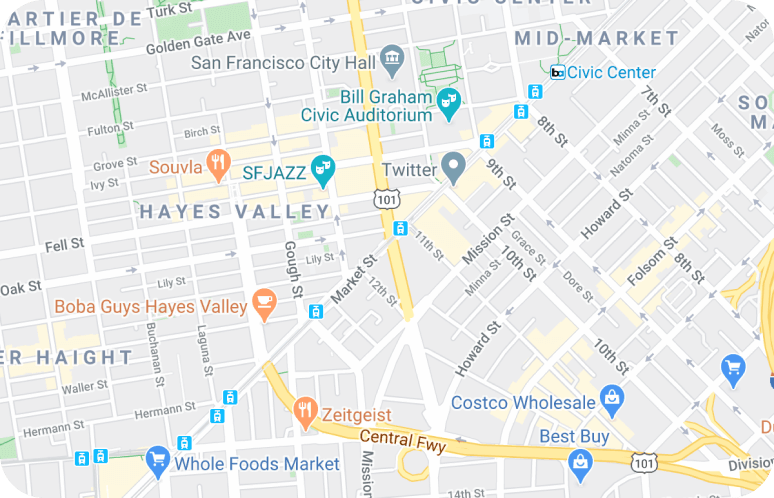 CIVIC CENTER
ARTIER DE
FILLMORE
Turk St
Golden Gate Ave
MID-MARKET
San Francisco City Hall
Civic Center
McAllister St
Bill Graham
Civic Auditorium
7th St
SO
MA
Fulton St
Birch St
8th St
Minna St
Natoma St
Moss St
Grove St
Ivy St
Souvla
SFJAZZ
Twitter
9th St
101
HAYES VALLEY
Howard St
Fell St
Gough St
Lily St
Market St
11th St
Mission St
10th St
Grace St
Minna St
Dore St
Folsom St
8th St
Oak St
Lily St
12th St
Boba Guys Hayes Valley
Buchanan St
Laguna St
Howard St
10th St
ER HAIGHT
Waller St
Hermann St
Hermann St
Zeitgeist
Costco Wholesale
Central Fwy
Best Buy
Du
Whole Foods Market
Mission
101
Division
14th St